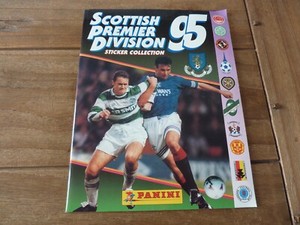 SCOTTISH
PREMIER
DIVISION
95
STICKER COLLECTION
PANINI